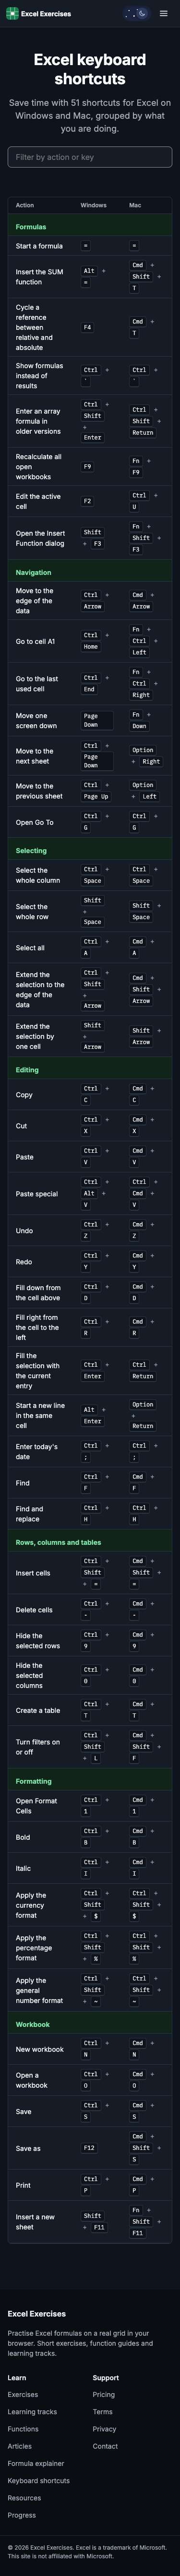 Excel Exercises
Excel keyboard
shortcuts
Save time with 51 shortcuts for Excel on
Windows and Mac, grouped by what
you are doing.
Filter by action or key
Action Windows Mac
Formulas
Start a formula = =
Insert the SUM function Alt + = Cmd + Shift + T
Cycle a reference between relative and absolute F4 Cmd + T
Show formulas instead of results Ctrl + ` Ctrl + `
Enter an array formula in older versions Ctrl + Shift + Enter Ctrl + Shift + Return
Recalculate all open workbooks F9 Fn + F9
Edit the active cell F2 Ctrl + U
Open the Insert Function dialog Shift + F3 Fn + Shift + F3
Navigation
Move to the edge of the data Ctrl + Arrow Cmd + Arrow
Go to cell A1 Ctrl + Home Fn + Ctrl + Left
Go to the last used cell Ctrl + End Fn + Ctrl + Right
Move one screen down Page Down Fn + Down
Move to the next sheet Ctrl + Page Down Option + Right
Move to the previous sheet Ctrl + Page Up Option + Left
Open Go To Ctrl + G Ctrl + G
Selecting
Select the whole column Ctrl + Space Ctrl + Space
Select the whole row Shift + Space Shift + Space
Select all Ctrl + A Cmd + A
Extend the selection to the edge of the data Ctrl + Shift + Arrow Cmd + Shift + Arrow
Extend the selection by one cell Shift + Arrow Shift + Arrow
Editing
Copy Ctrl + C Cmd + C
Cut Ctrl + X Cmd + X
Paste Ctrl + V Cmd + V
Paste special Ctrl + Alt + V Ctrl + Cmd + V
Undo Ctrl + Z Cmd + Z
Redo Ctrl + Y Cmd + Y
Fill down from the cell above Ctrl + D Cmd + D
Fill right from the cell to the left Ctrl + R Cmd + R
Fill the selection with the current entry Ctrl + Enter Ctrl + Return
Start a new line in the same cell Alt + Enter Option + Return
Enter today's date Ctrl + ; Ctrl + ;
Find Ctrl + F Cmd + F
Find and replace Ctrl + H Ctrl + H
Rows, columns and tables
Insert cells Ctrl + Shift + = Cmd + Shift + =
Delete cells Ctrl + - Cmd + -
Hide the selected rows Ctrl + 9 Cmd + 9
Hide the selected columns Ctrl + 0 Cmd + 0
Create a table Ctrl + T Cmd + T
Turn filters on or off Ctrl + Shift + L Cmd + Shift + F
Formatting
Open Format Cells Ctrl + 1 Cmd + 1
Bold Ctrl + B Cmd + B
Italic Ctrl + I Cmd + I
Apply the currency format Ctrl + Shift + $ Ctrl + Shift + $
Apply the percentage format Ctrl + Shift + % Ctrl + Shift + %
Apply the general number format Ctrl + Shift + ~ Ctrl + Shift + ~
Workbook
New workbook Ctrl + N Cmd + N
Open a workbook Ctrl + O Cmd + O
Save Ctrl + S Cmd + S
Save as F12 Cmd + Shift + S
Print Ctrl + P Cmd + P
Insert a new sheet Shift + F11 Fn + Shift + F11
Excel Exercises
Practise Excel formulas on a real grid in your
browser. Short exercises, function guides and
learning tracks.
Learn Support
Exercises Pricing
Learning tracks Terms
Functions Privacy
Articles Contact
Formula explainer
Keyboard shortcuts
Resources
Progress
© 2026 Excel Exercises. Excel is a trademark of Microsoft.
This site is not affiliated with Microsoft.